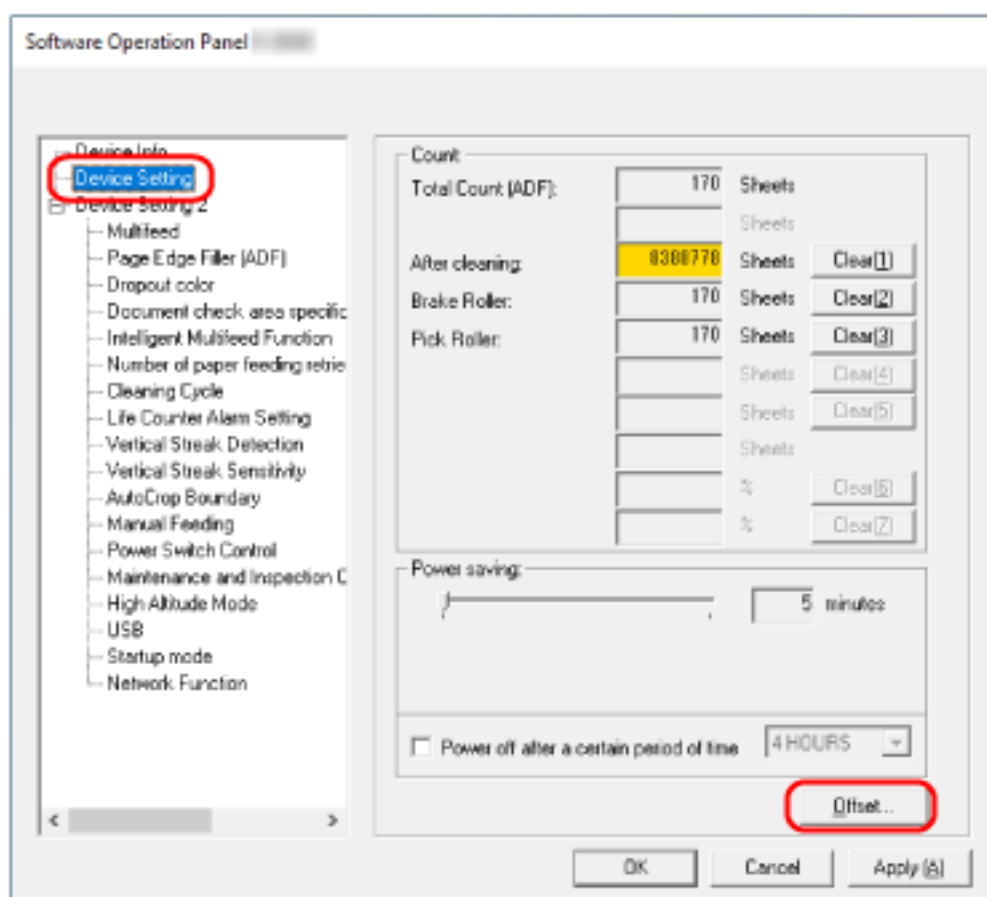 Software Operation Panel
Device Info
Device Setting
Device Setting 2
Multifeed
Page Edge Filler (ADF)
Dropout color
Document check area specific
Intelligent Multifeed Function
Number of paper feeding retrie
Cleaning Cycle
Life Counter Alarm Setting
Vertical Streak Detection
Vertical Streak Sensitivity
AutoCrop Boundary
Manual Feeding
Power Switch Control
Maintenance and Inspection C
High Altitude Mode
USB
Startup mode
Network Function
Count
Total Count (ADF): 170 Sheets
Sheets
After cleaning: 8388778 Sheets Clear(1)
Brake Roller: 170 Sheets Clear(2)
Pick Roller: 170 Sheets Clear(3)
Sheets Clear(4)
Sheets Clear(5)
Sheets
% Clear(6)
% Clear(7)
Power saving:
5 minutes
Power off after a certain period of time 4 HOURS
Offset...
OK Cancel Apply (A)